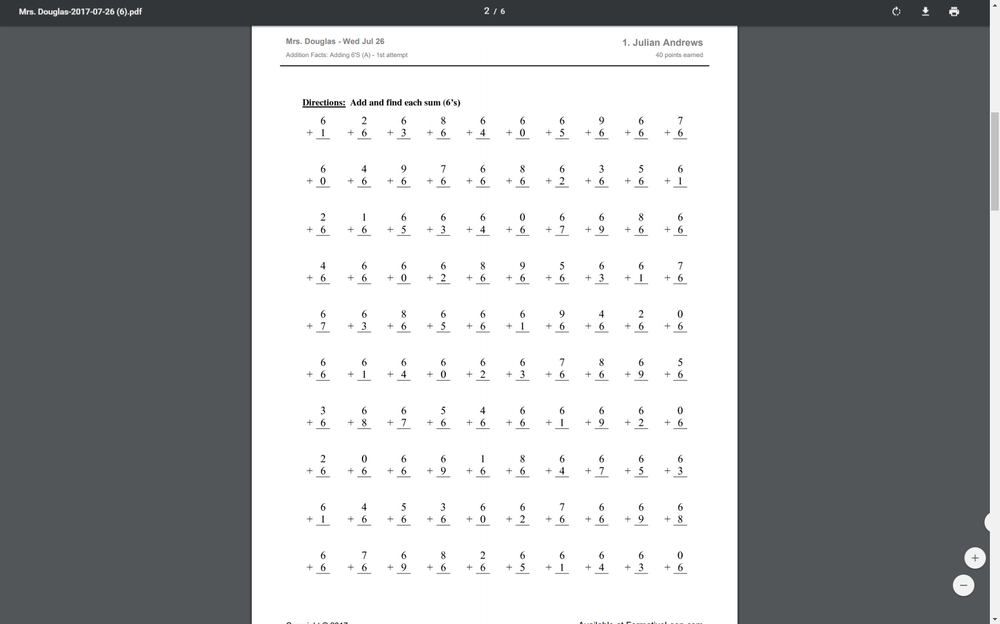 Mrs. Douglas-2017-07-26 (6).pdf
2 / 6
Mrs. Douglas - Wed Jul 26
1. Julian Andrews
Addition Facts: Adding 6'S (A) - 1st attempt
40 points earned
Directions: Add and find each sum (6’s)
6 2 6 8 6 6 6 9 6 7
+ 1 + 6 + 3 + 6 + 4 + 0 + 5 + 6 + 6 + 6
6 4 9 7 6 8 6 3 5 6
+ 0 + 6 + 6 + 6 + 6 + 6 + 2 + 6 + 6 + 1
2 1 6 6 6 0 6 6 8 6
+ 6 + 6 + 5 + 3 + 4 + 6 + 7 + 9 + 6 + 6
4 6 6 6 8 9 5 6 6 7
+ 6 + 6 + 0 + 2 + 6 + 6 + 6 + 3 + 1 + 6
6 6 8 6 6 6 9 4 2 0
+ 7 + 3 + 6 + 5 + 6 + 1 + 6 + 6 + 6 + 6
6 6 6 6 6 6 7 8 6 5
+ 6 + 1 + 4 + 0 + 2 + 3 + 6 + 6 + 9 + 6
3 6 6 5 4 6 6 6 6 0
+ 6 + 8 + 7 + 6 + 6 + 6 + 1 + 9 + 2 + 6
2 0 6 6 1 8 6 6 6 6
+ 6 + 6 + 6 + 9 + 6 + 6 + 4 + 7 + 5 + 3
6 4 5 3 6 6 7 6 6 6
+ 1 + 6 + 6 + 6 + 0 + 2 + 6 + 6 + 9 + 8
6 7 6 8 2 6 6 6 6 0
+ 6 + 6 + 9 + 6 + 6 + 5 + 1 + 4 + 3 + 6
Copyright © 2017
Available at FormativeLoop.com